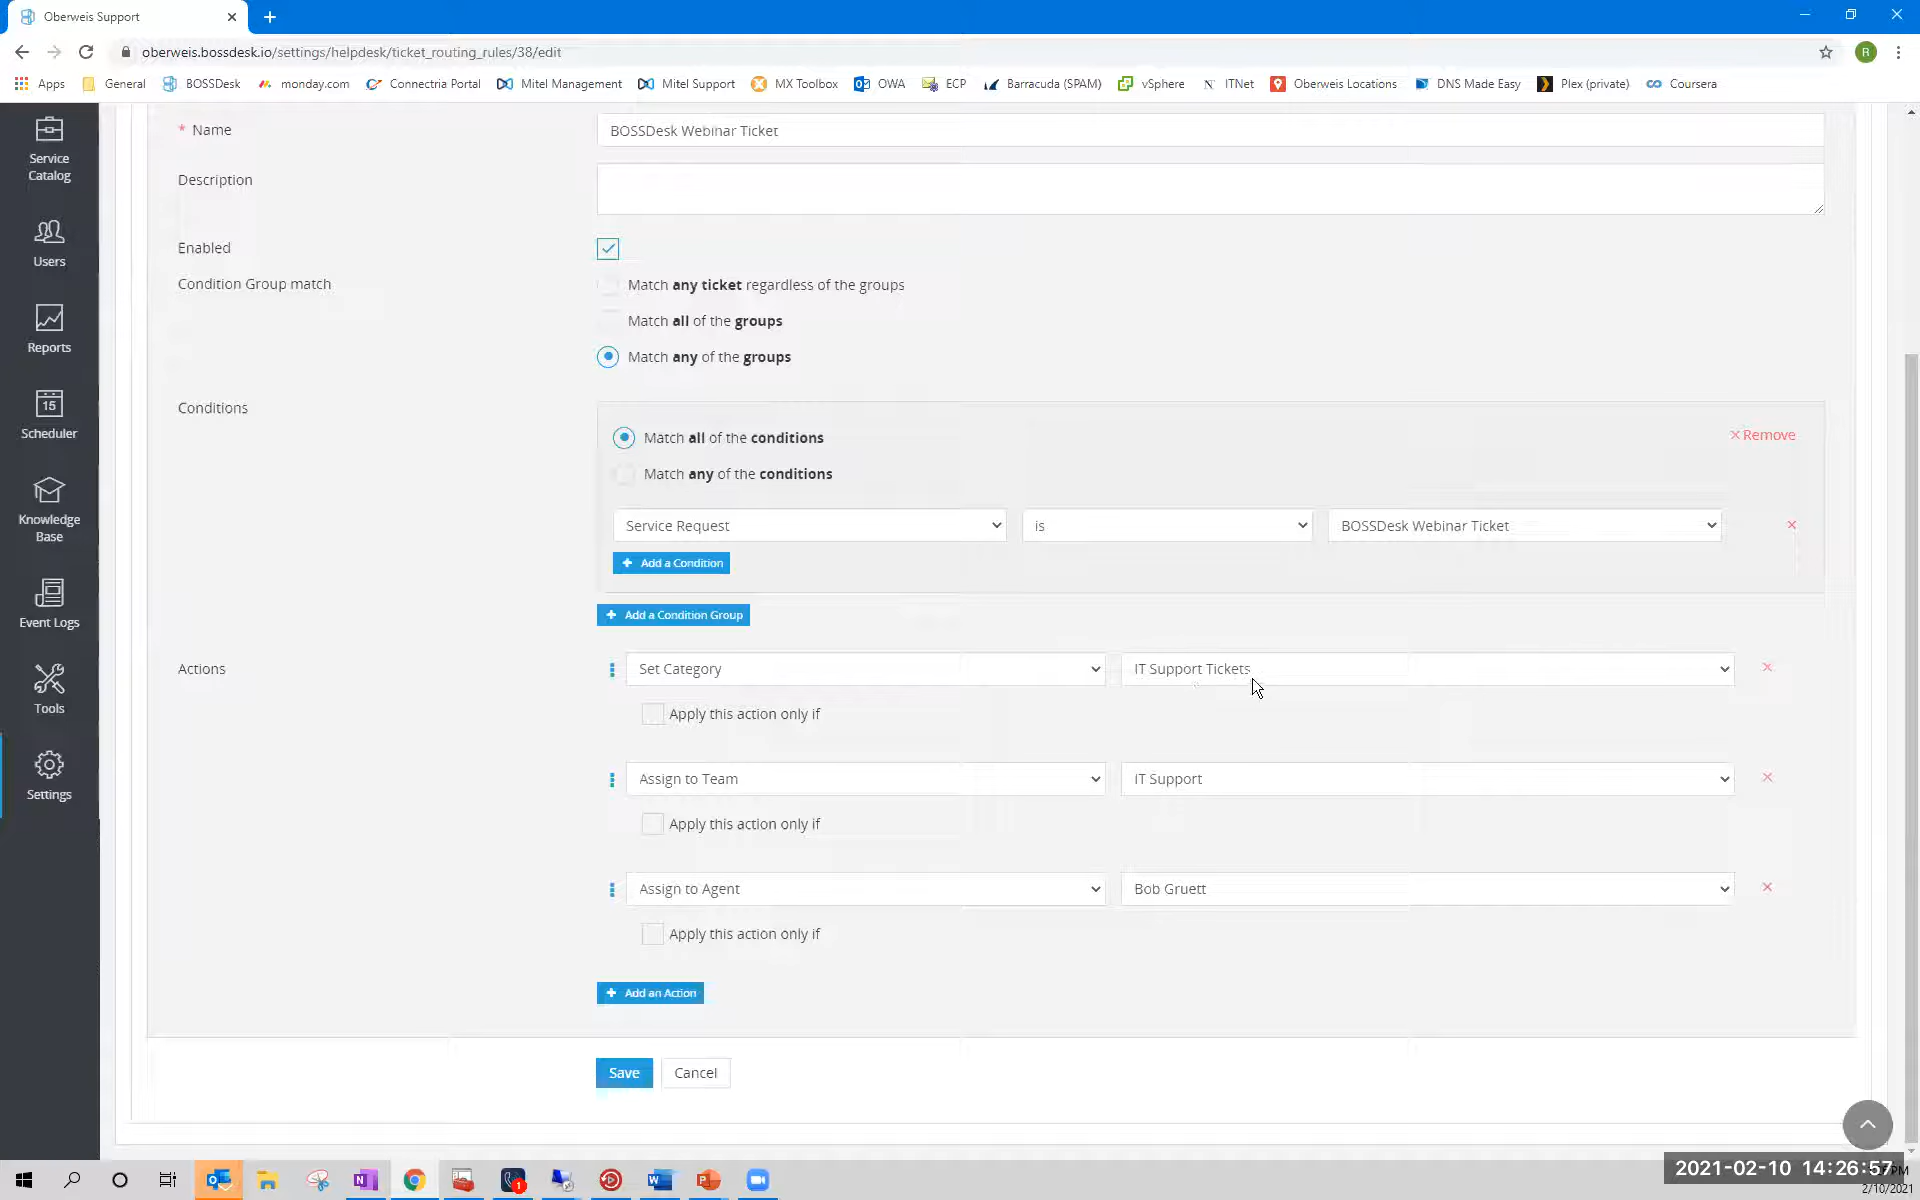 Oberweis Support
oberweis.bossdesk.io/settings/helpdesk/ticket_routing_rules/38/edit
R
Apps General BOSSDesk monday.com Connectria Portal Mitel Management Mitel Support MX Toolbox OWA ECP Barracuda (SPAM) vSphere ITNet Oberweis Locations DNS Made Easy Plex (private) Coursera
Service
Catalog
Users
Reports
15
Scheduler
Knowledge
Base
Event Logs
Tools
Settings
* Name
BOSSDesk Webinar Ticket
Description
Enabled
Condition Group match
Match any ticket regardless of the groups
Match all of the groups
Match any of the groups
Conditions
Match all of the conditions
Remove
Match any of the conditions
Service Request is BOSSDesk Webinar Ticket
+ Add a Condition
+ Add a Condition Group
Actions
Set Category IT Support Tickets
Apply this action only if
Assign to Team IT Support
Apply this action only if
Assign to Agent Bob Gruett
Apply this action only if
+ Add an Action
Save Cancel
1
2021-02-10 14:26:57
PM
2/10/2021